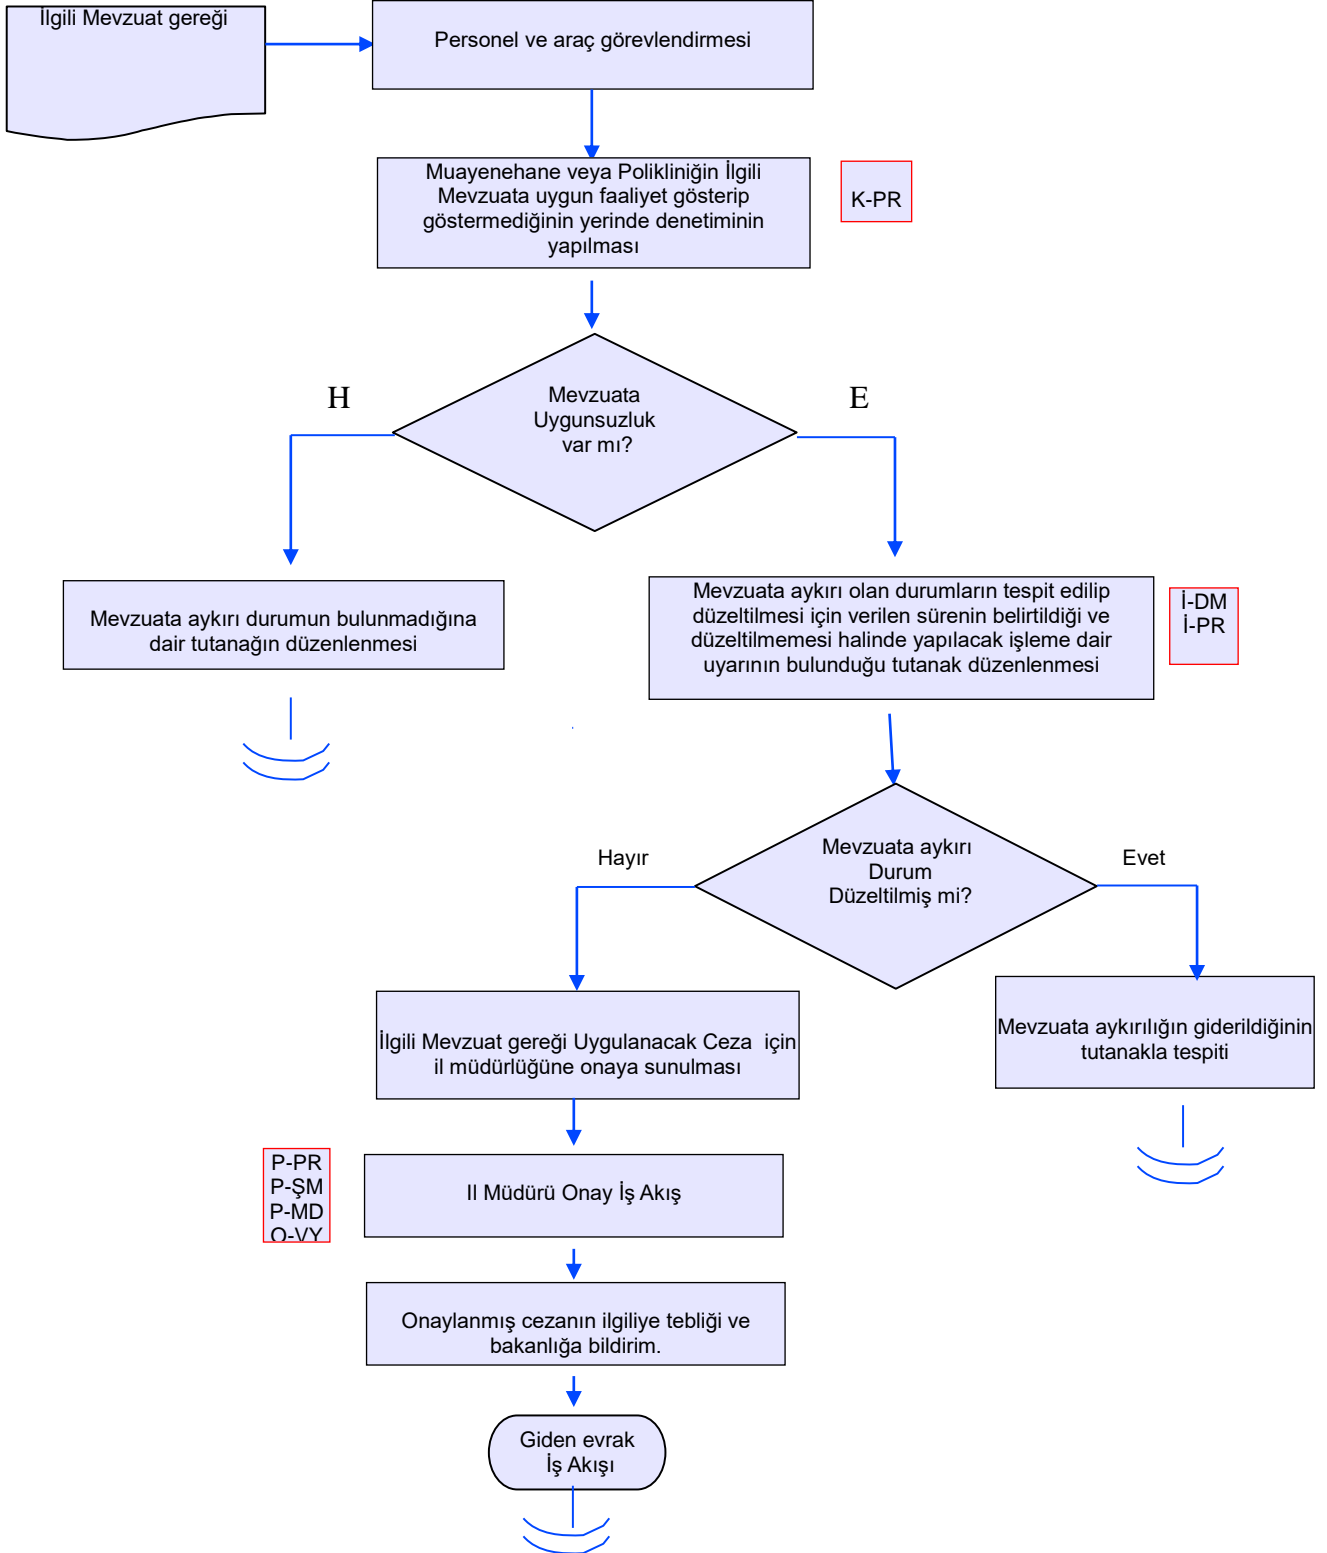 İlgili Mevzuat gereği
Personel ve araç görevlendirmesi
Muayenehane veya Polikliniğin İlgili
Mevzuata uygun faaliyet gösterip
göstermediğinin yerinde denetiminin
yapılması
K-PR
H
E
Mevzuata
Uygunsuzluk
var mı?
Mevzuata aykırı durumun bulunmadığına
dair tutanağın düzenlenmesi
Mevzuata aykırı olan durumların tespit edilip
düzeltilmesi için verilen sürenin belirtildiği ve
düzeltilmemesi halinde yapılacak işleme dair
uyarının bulunduğu tutanak düzenlenmesi
İ-DM
İ-PR
Hayır
Evet
Mevzuata aykırı
Durum
Düzeltilmiş mi?
İlgili Mevzuat gereği Uygulanacak Ceza  için
il müdürlüğüne onaya sunulması
Mevzuata aykırılığın giderildiğinin
tutanakla tespiti
P-PR
P-ŞM
P-MD
O-VY
Il Müdürü Onay İş Akış
Onaylanmış cezanın ilgiliye tebliği ve
bakanlığa bildirim.
Giden evrak
İş Akışı